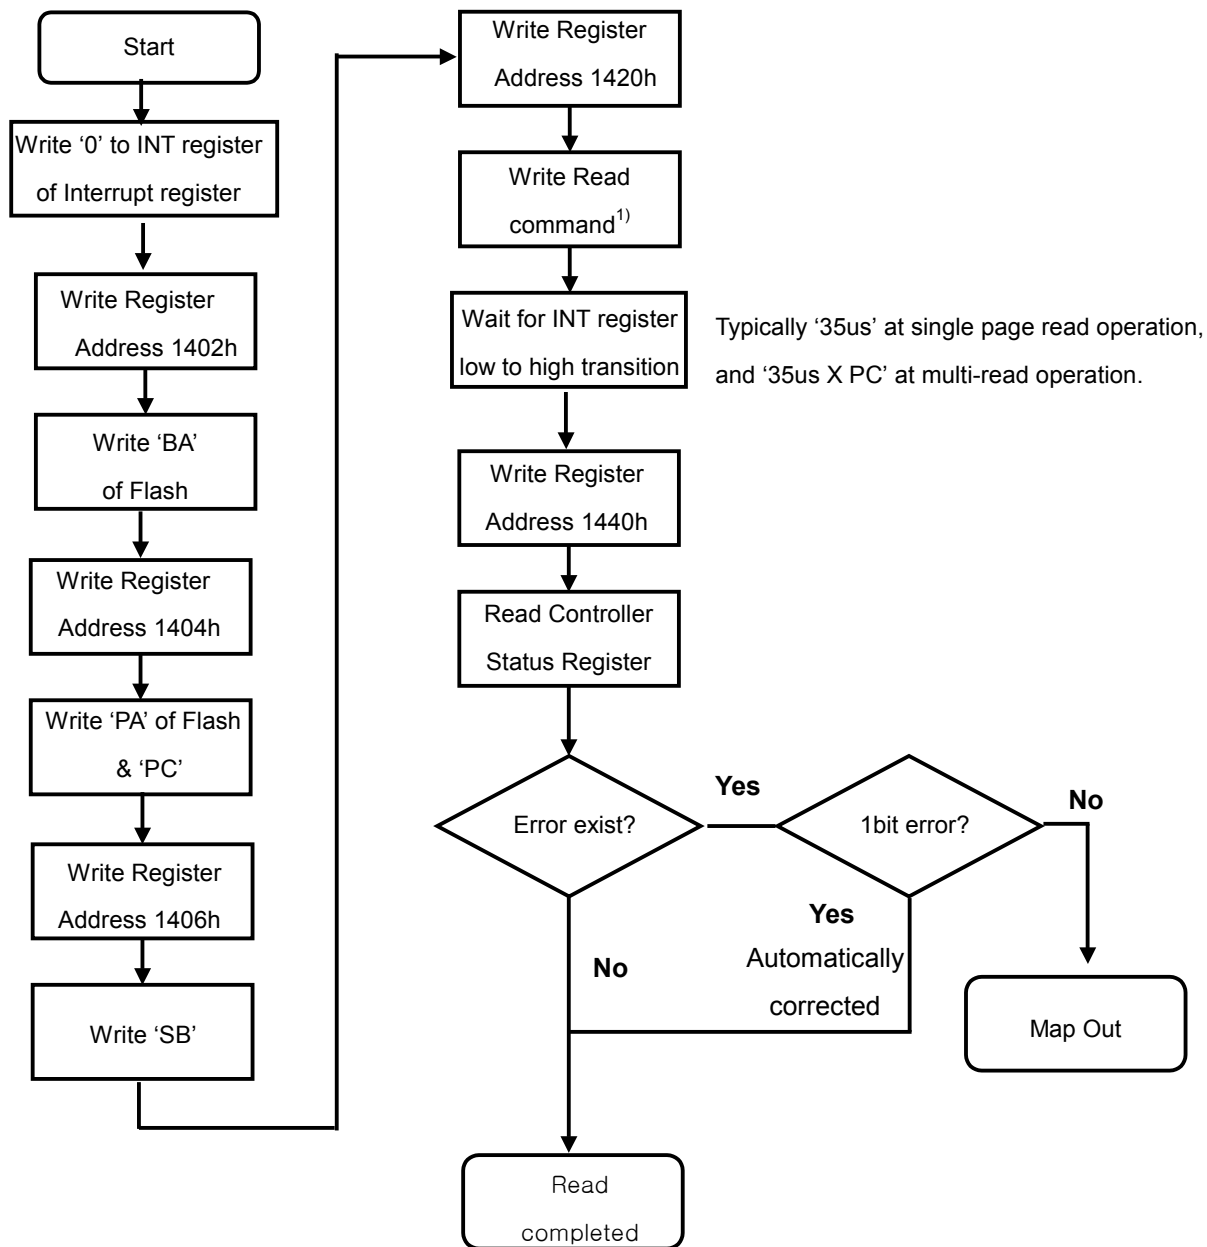 Start
Write ‘0’ to INT register
of Interrupt register
Write Register
Address 1402h
Write ‘BA’
of Flash
Write Register
Address 1404h
Write ‘PA’ of Flash
& ‘PC’
Write Register
Address 1406h
Write ‘SB’
Write Register
Address 1420h
Write Read
command1)
Wait for INT register
low to high transition
Typically ‘35us’ at single page read operation,
and ‘35us X PC’ at multi-read operation.
Write Register
Address 1440h
Read Controller
Status Register
Error exist?
Yes
1bit error?
No
No
Yes
Automatically
corrected
Map Out
Read
completed